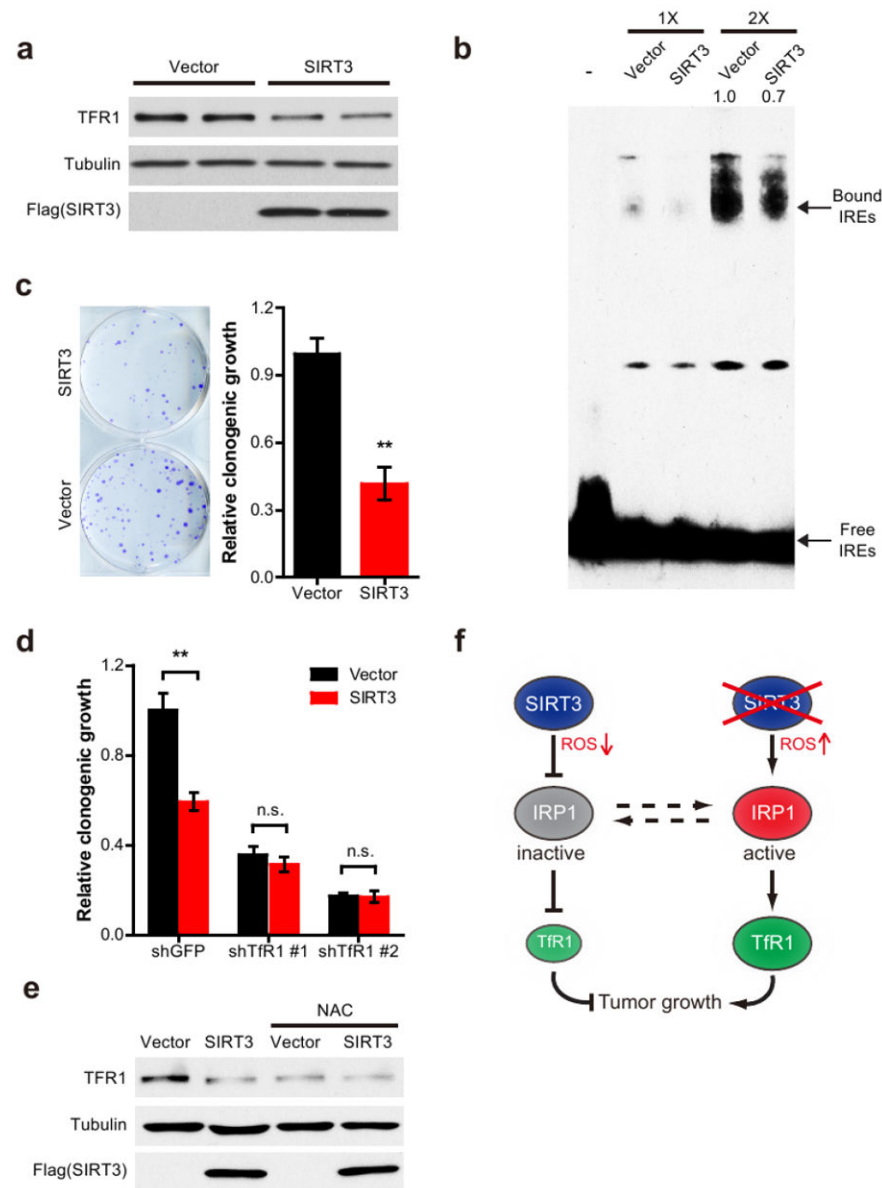 a
Vector SIRT3
TFR1
Tubulin
Flag(SIRT3)
b
1X 2X
- Vector SIRT3 Vector SIRT3
1.0 0.7
Bound
IREs
Free
IREs
c
SIRT3
Vector
Relative clonogenic growth
1.2
0.9
0.6
0.3
0.0
**
Vector SIRT3
d
Relative clonogenic growth
1.2
0.8
0.4
0.0
**
n.s.
n.s.
Vector
SIRT3
shGFP shTfR1 #1 shTfR1 #2
e
NAC
Vector SIRT3 Vector SIRT3
TFR1
Tubulin
Flag(SIRT3)
f
SIRT3 SIRT3
ROS ROS
IRP1 IRP1
inactive active
TfR1 TfR1
Tumor growth